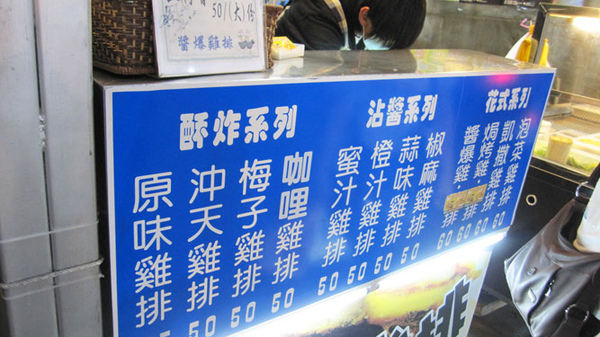 50/(大)份
醬爆雞排
酥炸系列
原味雞排
沖天雞排 50
梅子雞排 50
咖哩雞排 50
沾醬系列
蜜汁雞排 50
橙汁雞排 50
蒜味雞排 50
椒麻雞排 50
花式系列
醬爆雞排 60
焗烤雞排 60
凱撒雞排 60
泡菜雞排 60